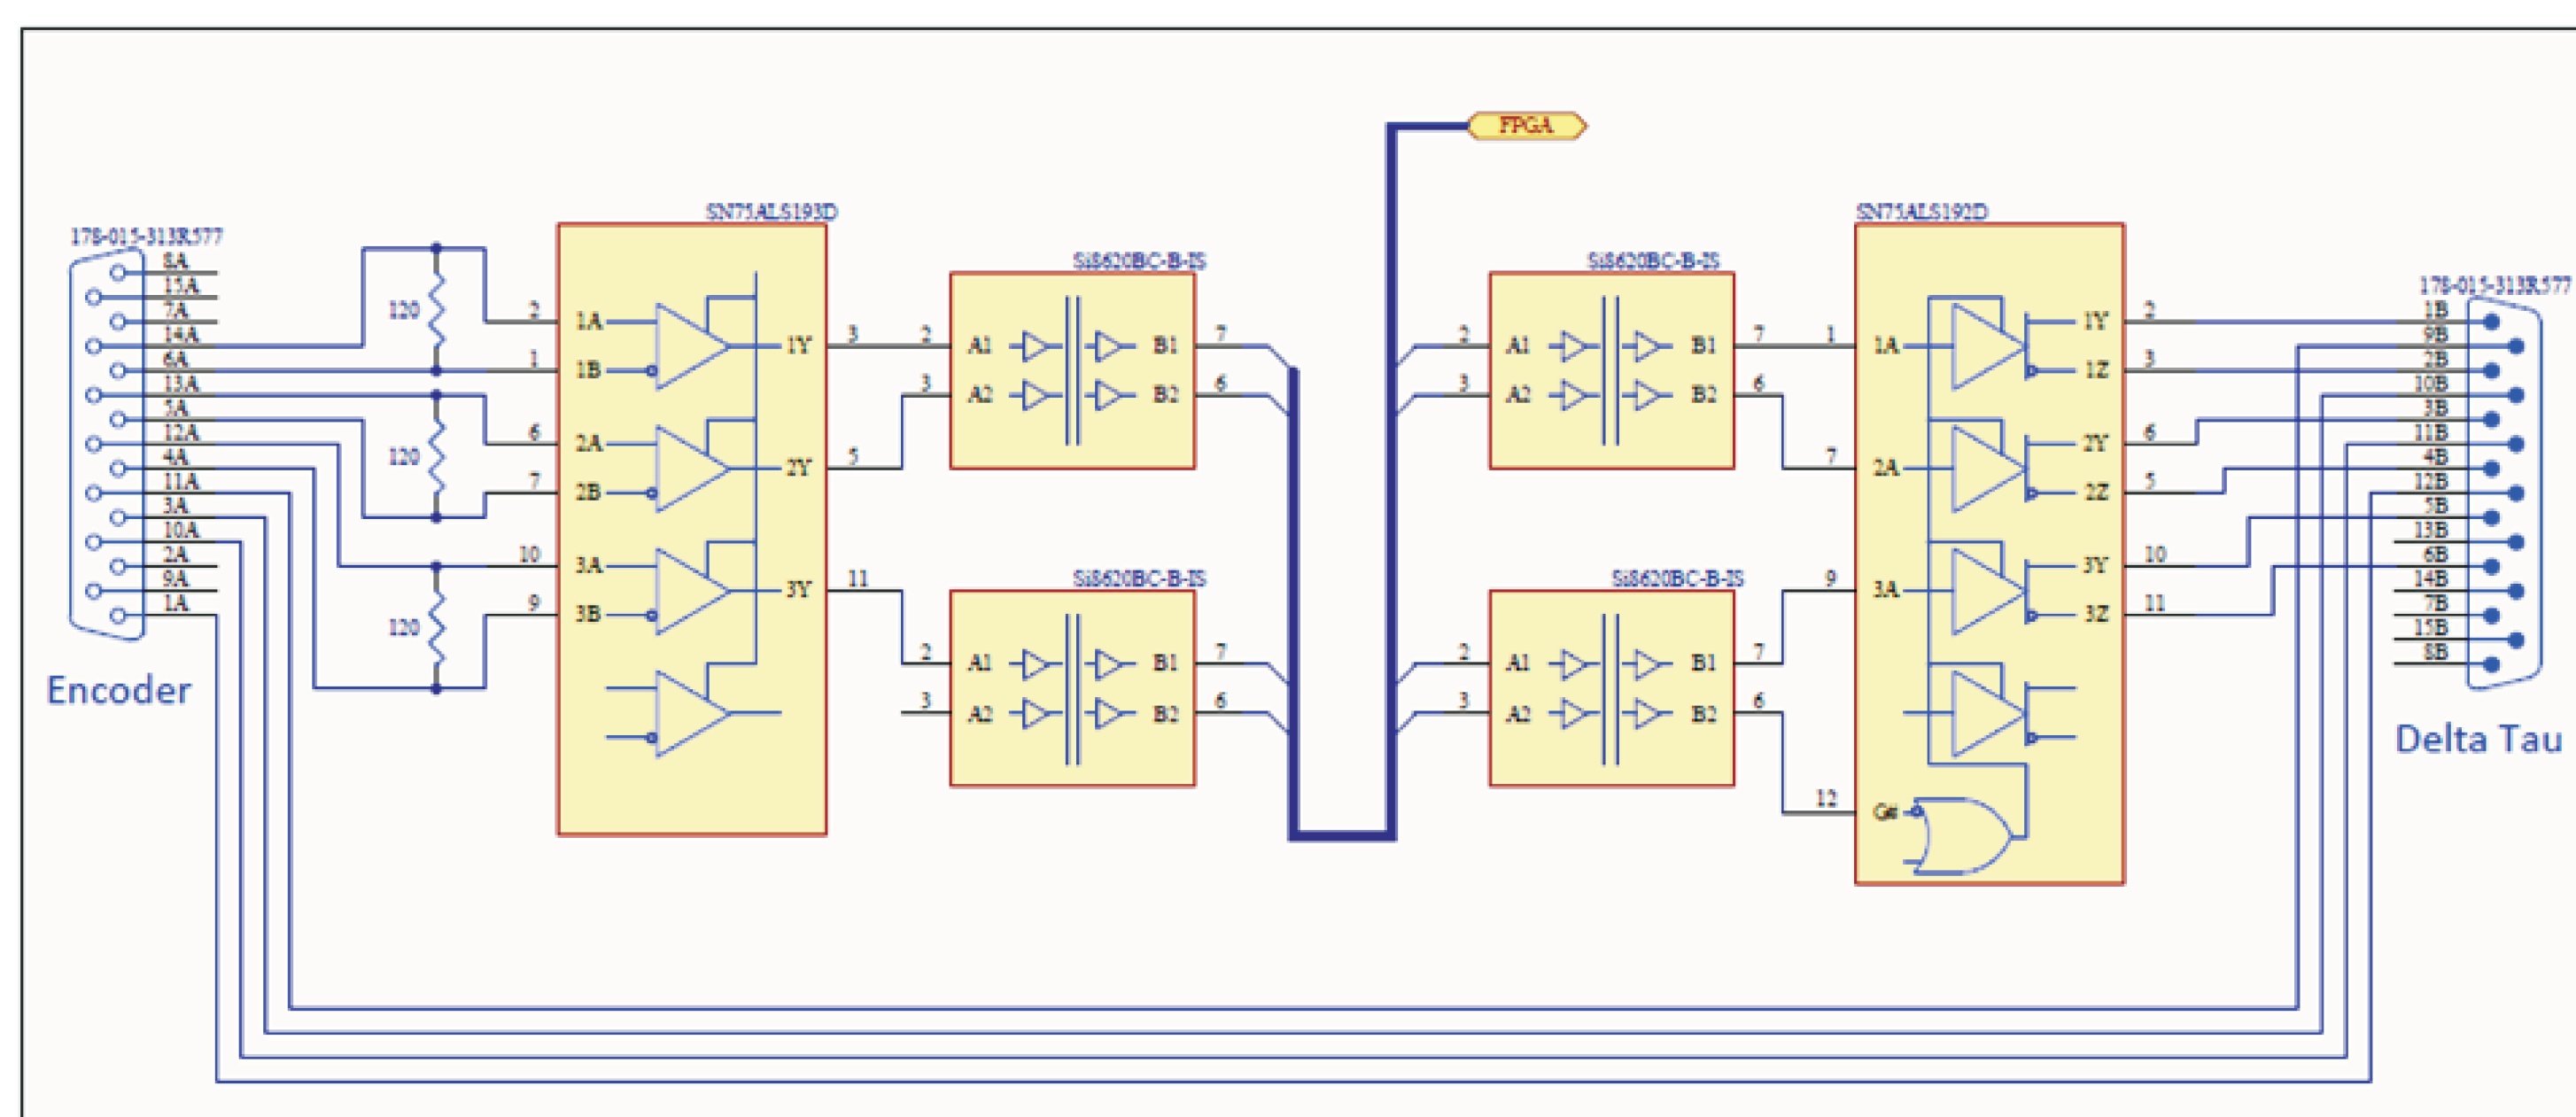 FPGA
SN75ALS193D
SN75ALS192D
178-015-313R577
8A
15A
7A
14A
6A
13A
5A
12A
4A
11A
3A
10A
2A
9A
1A
Encoder
120
120
120
2
1
6
7
10
9
1A
1B
2A
2B
3A
3B
1Y
2Y
3Y
3
5
11
Si8620BC-B-IS
2 A1 B1 7
3 A2 B2 6
Si8620BC-B-IS
2 A1 B1 7
3 A2 B2 6
Si8620BC-B-IS
2 A1 B1 7
3 A2 B2 6
Si8620BC-B-IS
2 A1 B1 7
3 A2 B2 6
1 1A
7 2A
9 3A
12 G#
1Y 2
1Z 3
2Y 6
2Z 5
3Y 10
3Z 11
178-015-313R577
1B
9B
2B
10B
3B
11B
4B
12B
5B
13B
6B
14B
7B
15B
8B
Delta Tau